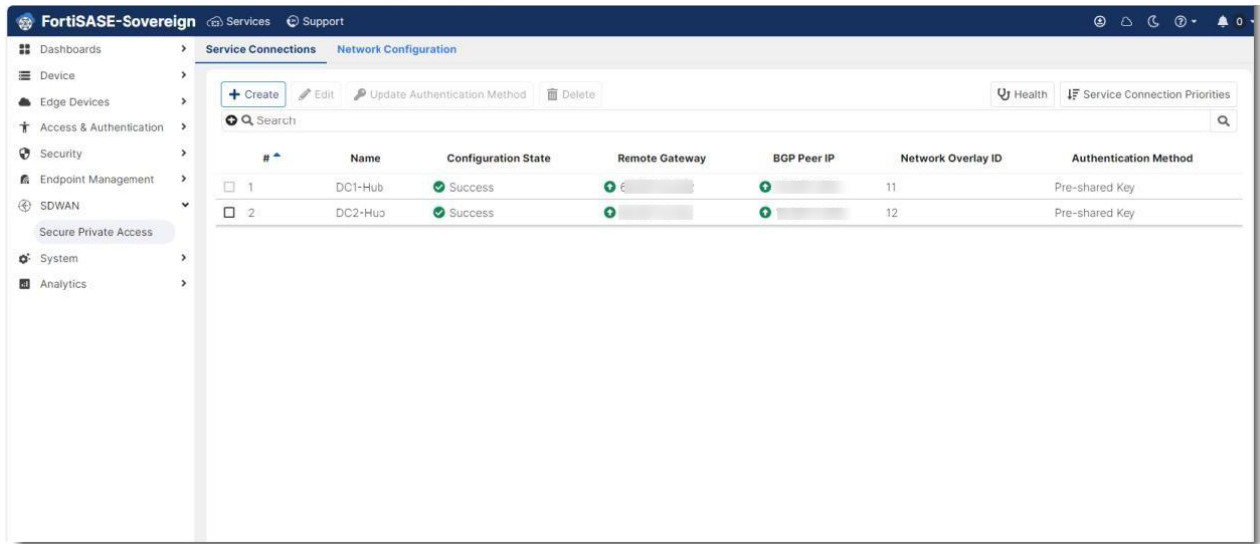 FortiSASE-Sovereign Services Support 0
Dashboards
Device
Edge Devices
Access & Authentication
Security
Endpoint Management
SDWAN
Secure Private Access
System
Analytics
Service Connections Network Configuration
+ Create Edit Update Authentication Method Delete Health Service Connection Priorities
Search
# Name Configuration State Remote Gateway BGP Peer IP Network Overlay ID Authentication Method
1 DC1-Hub Success 11 Pre-shared Key
2 DC2-Hub Success 12 Pre-shared Key